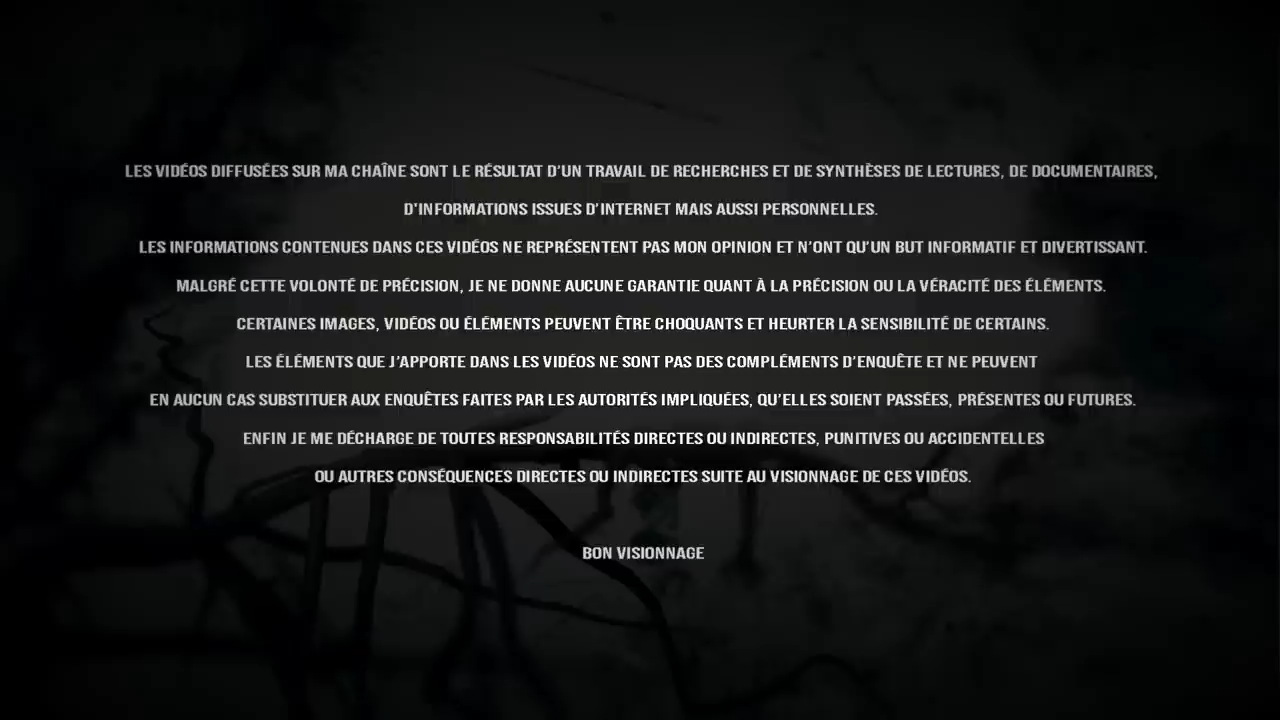 LES VIDÉOS DIFFUSÉES SUR MA CHAÎNE SONT LE RÉSULTAT D'UN TRAVAIL DE RECHERCHES ET DE SYNTHÈSES DE LECTURES, DE DOCUMENTAIRES,
D'INFORMATIONS ISSUES D'INTERNET MAIS AUSSI PERSONNELLES.
LES INFORMATIONS CONTENUES DANS CES VIDÉOS NE REPRÉSENTENT PAS MON OPINION ET N'ONT QU'UN BUT INFORMATIF ET DIVERTISSANT.
MALGRÉ CETTE VOLONTÉ DE PRÉCISION, JE NE DONNE AUCUNE GARANTIE QUANT À LA PRÉCISION OU LA VÉRACITÉ DES ÉLÉMENTS.
CERTAINES IMAGES, VIDÉOS OU ÉLÉMENTS PEUVENT ÊTRE CHOQUANTS ET HEURTER LA SENSIBILITÉ DE CERTAINS.
LES ÉLÉMENTS QUE J'APPORTE DANS LES VIDÉOS NE SONT PAS DES COMPLÉMENTS D'ENQUÊTE ET NE PEUVENT
EN AUCUN CAS SUBSTITUER AUX ENQUÊTES FAITES PAR LES AUTORITÉS IMPLIQUÉES, QU'ELLES SOIENT PASSÉES, PRÉSENTES OU FUTURES.
ENFIN JE ME DÉCHARGE DE TOUTES RESPONSABILITÉS DIRECTES OU INDIRECTES, PUNITIVES OU ACCIDENTELLES
OU AUTRES CONSÉQUENCES DIRECTES OU INDIRECTES SUITE AU VISIONNAGE DE CES VIDÉOS.
BON VISIONNAGE